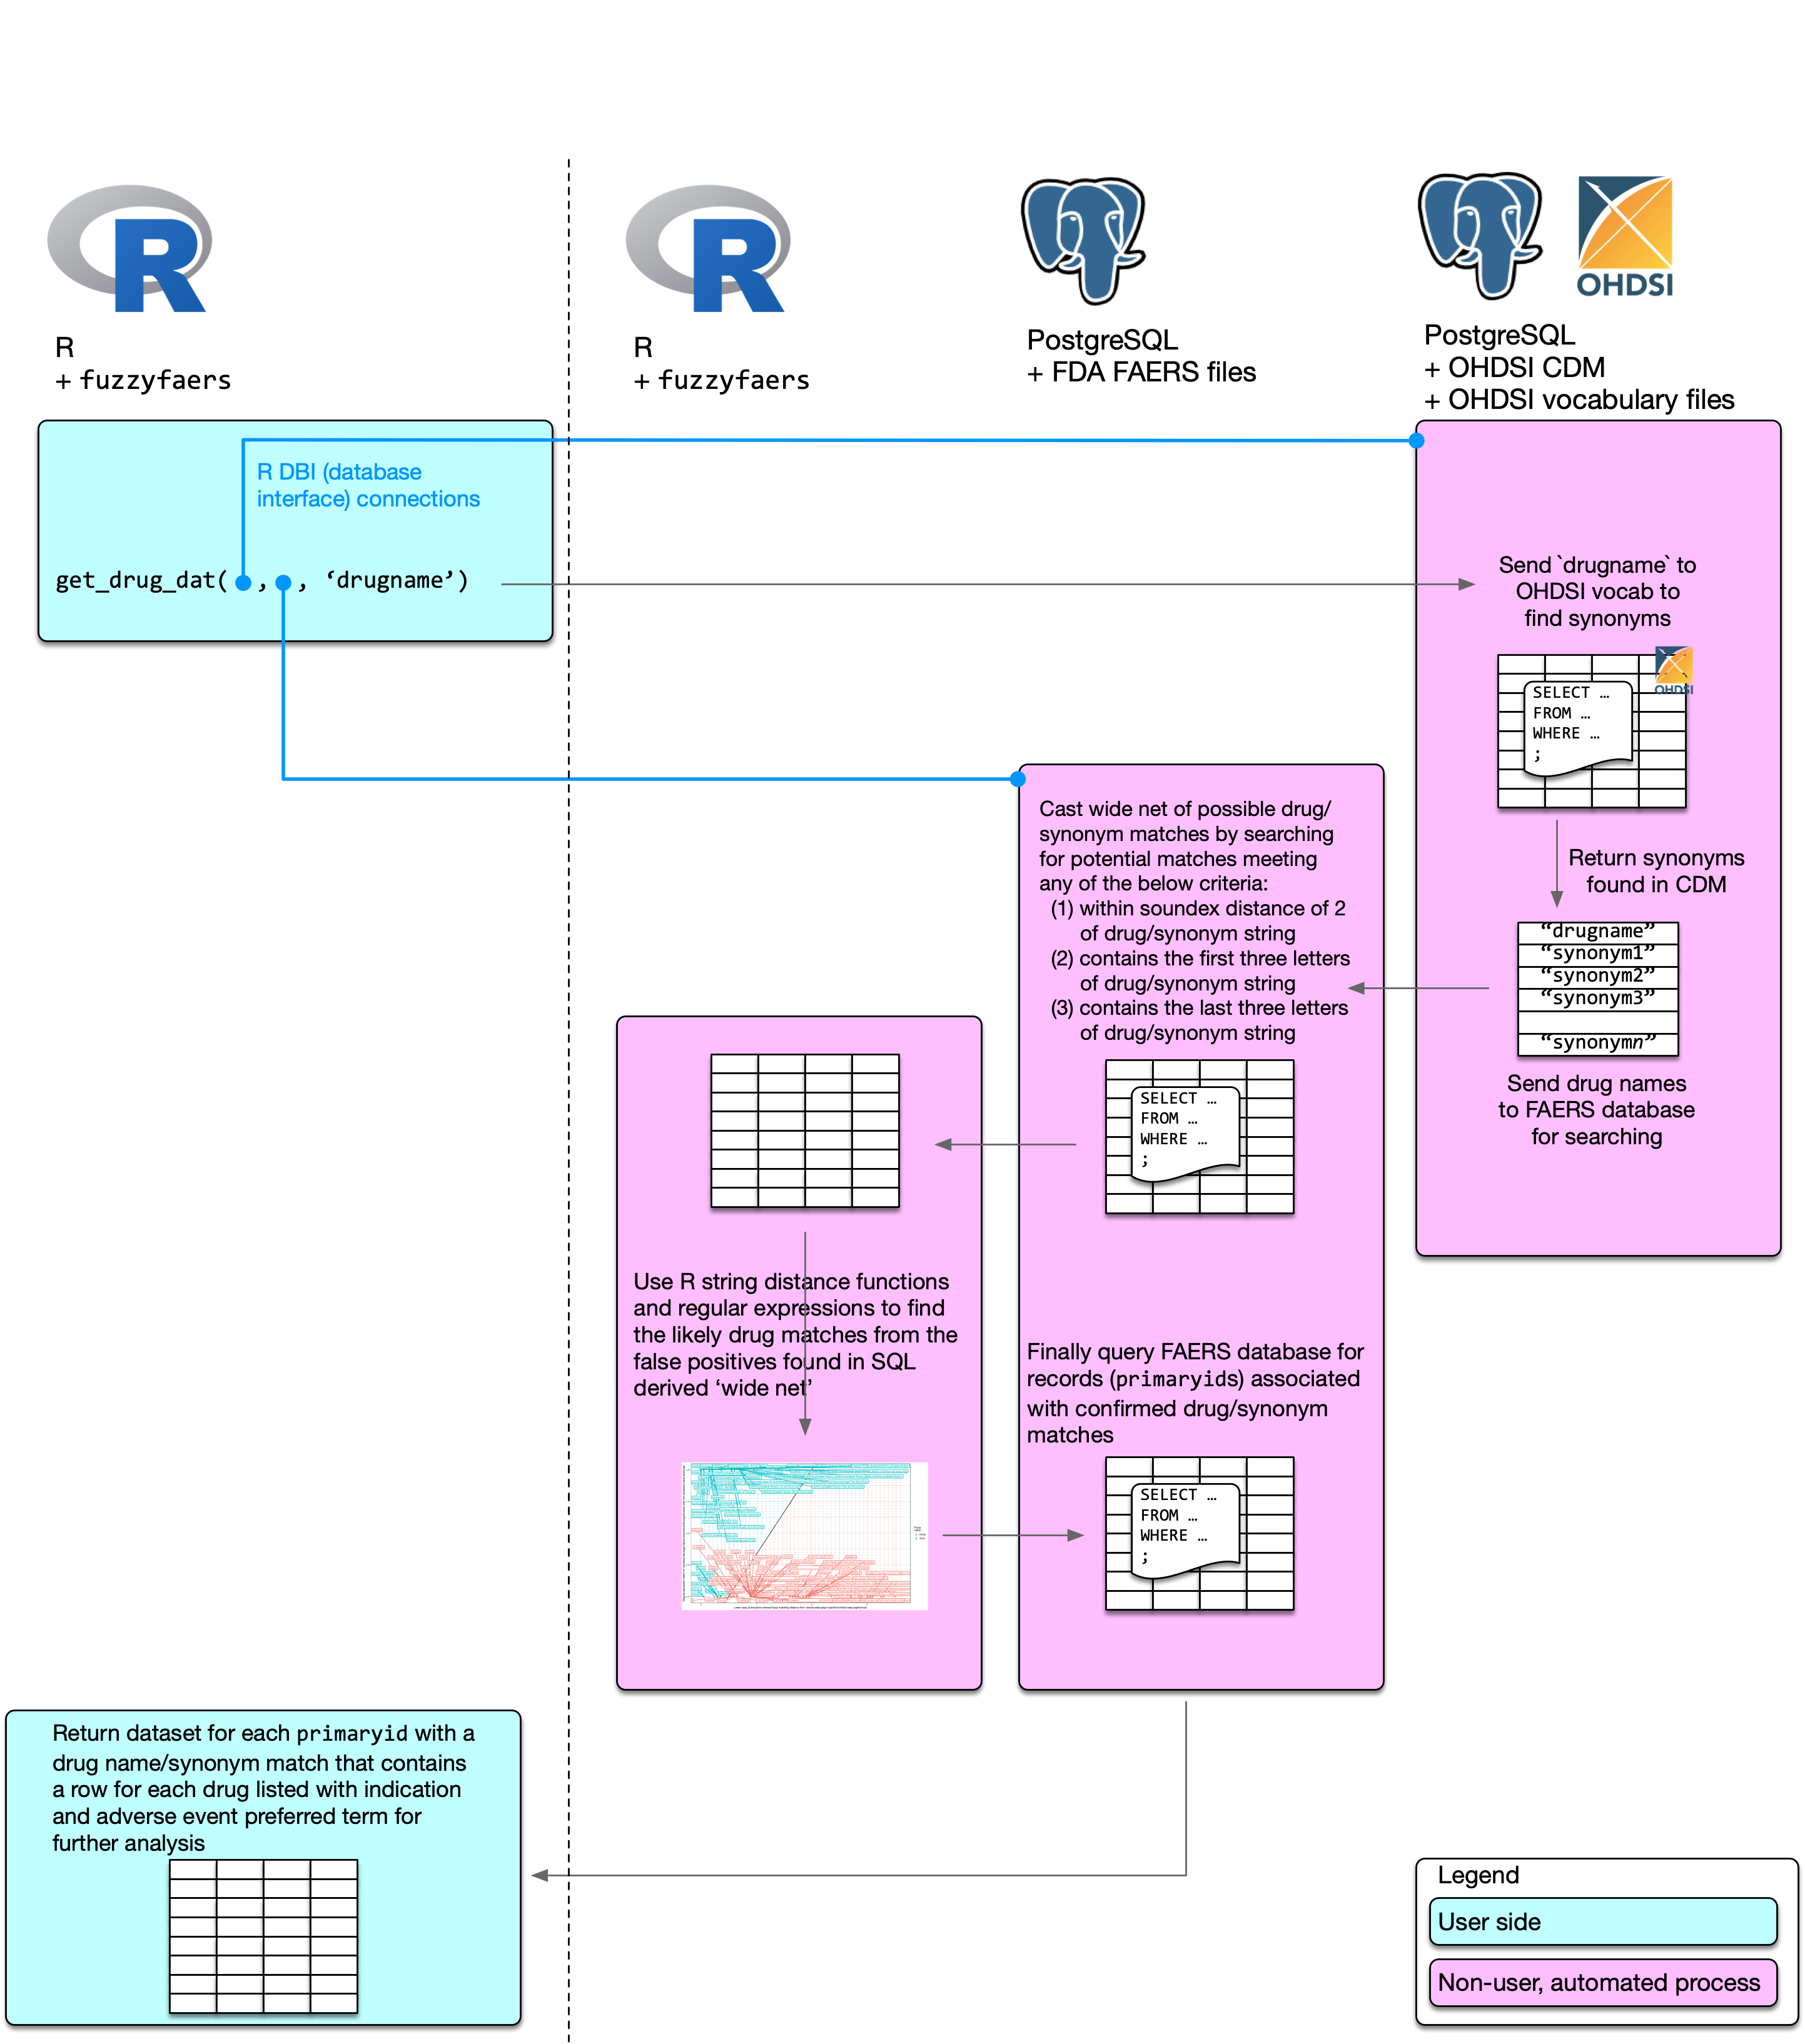 R
+ fuzzyfaers
R
+ fuzzyfaers
PostgreSQL
+ FDA FAERS files
OHDSI
PostgreSQL
+ OHDSI CDM
+ OHDSI vocabulary files
R DBI (database
interface) connections
get_drug_dat( , , ‘drugname’)
Send `drugname` to
OHDSI vocab to
find synonyms
OHDSI
SELECT …
FROM …
WHERE …
;
Return synonyms
found in CDM
“drugname”
“synonym1”
“synonym2”
“synonym3”
“synonymn”
Send drug names
to FAERS database
for searching
Cast wide net of possible drug/
synonym matches by searching
for potential matches meeting
any of the below criteria:
(1) within soundex distance of 2
of drug/synonym string
(2) contains the first three letters
of drug/synonym string
(3) contains the last three letters
of drug/synonym string
SELECT …
FROM …
WHERE …
;
Use R string distance functions
and regular expressions to find
the likely drug matches from the
false positives found in SQL
derived ‘wide net’
Finally query FAERS database for
records (primaryids) associated
with confirmed drug/synonym
matches
SELECT …
FROM …
WHERE …
;
Return dataset for each primaryid with a
drug name/synonym match that contains
a row for each drug listed with indication
and adverse event preferred term for
further analysis
Legend
User side
Non-user, automated process